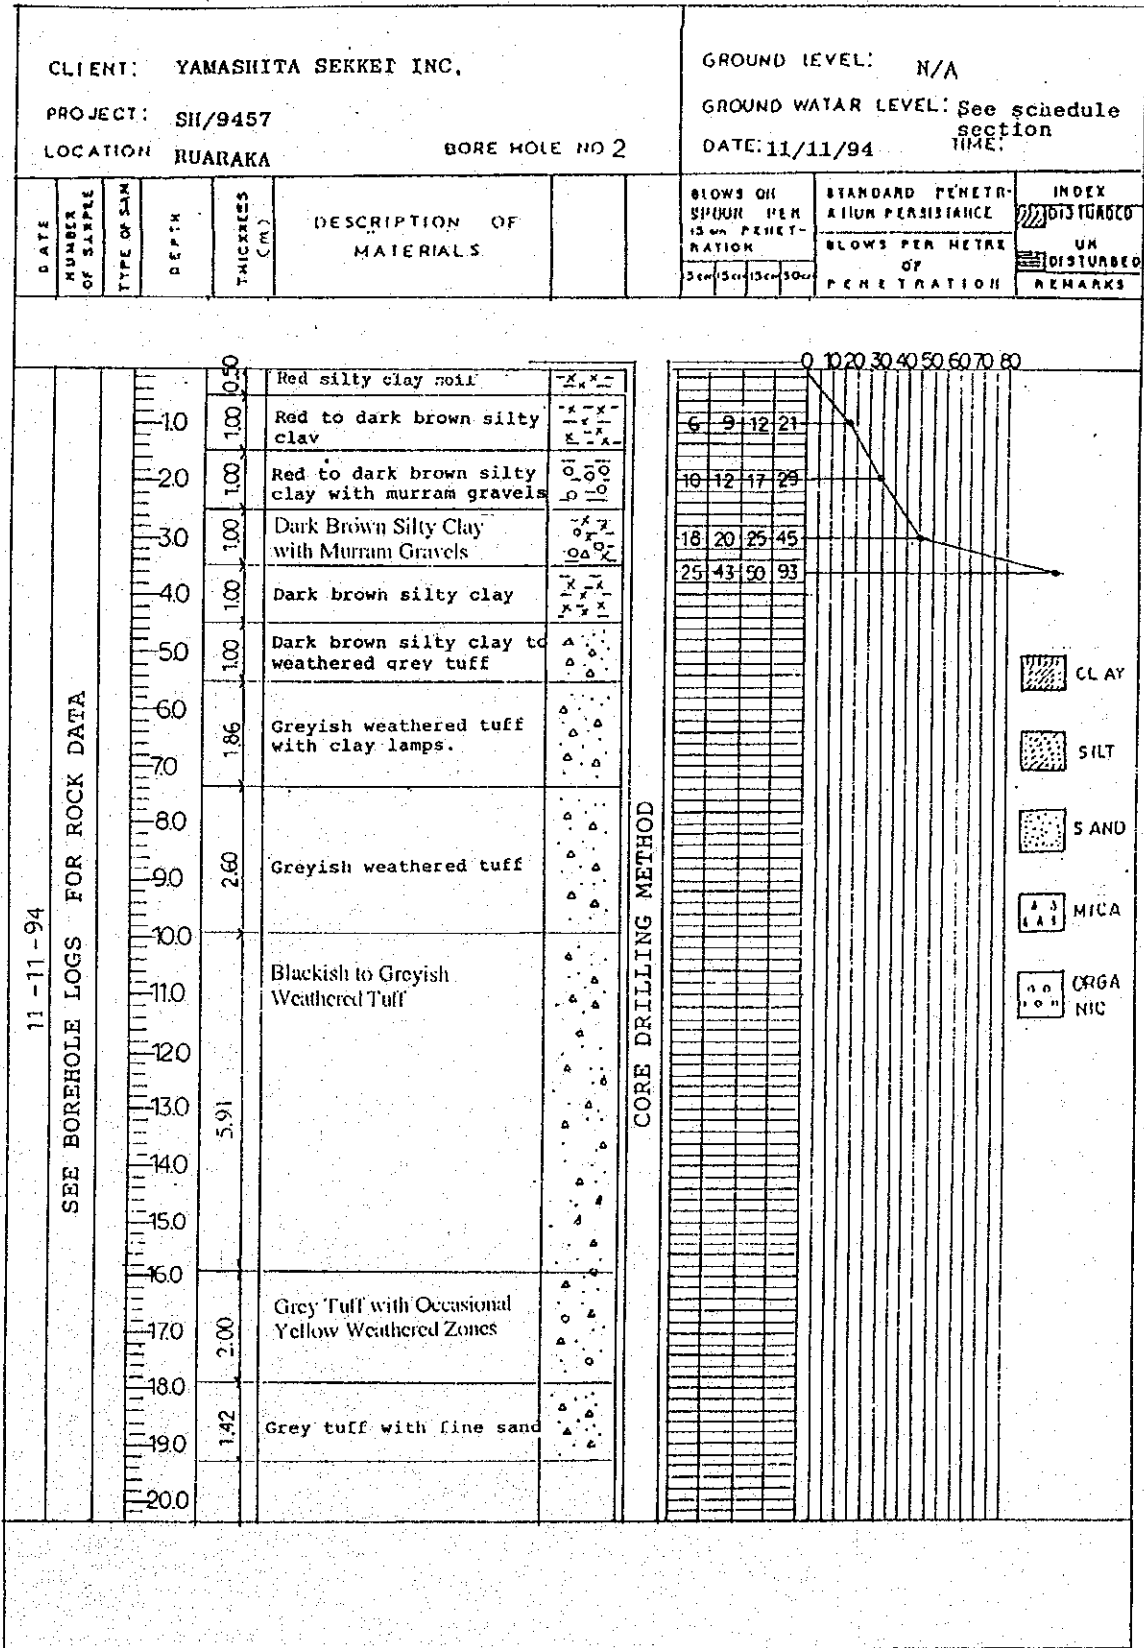 CLIENT: YAMASHITA SEKKEI INC.
PROJECT: SH/9457
LOCATION RUARAKA
BORE HOLE NO 2
GROUND LEVEL: N/A
GROUND WATAR LEVEL: See schedule section
DATE: 11/11/94 TIME:
DATE
NUMBER OF SAMPLE
TYPE OF SAM
DEPTH
THICKNESS (m)
DESCRIPTION OF MATERIALS
BLOWS ON SPOUR PER 15 cm PENETRATION
15cm 15cm 15cm 30cm
STANDARD PENETRATION PERSISTANCE
BLOWS PER METRE OF PENETRATION
INDEX
DISTURBED
UN DISTURBED
REMARKS
0 10 20 30 40 50 60 70 80
0.50 Red silty clay soil
1.0 1.00 Red to dark brown silty clay 6 9 12 21
2.0 1.00 Red to dark brown silty clay with murram gravels 10 12 17 29
3.0 1.00 Dark Brown Silty Clay with Murram Gravels 18 20 25 45
25 43 50 93
4.0 1.00 Dark brown silty clay
5.0 1.00 Dark brown silty clay to weathered grey tuff
6.0 1.86 Greyish weathered tuff with clay lamps.
7.0
8.0
9.0 2.60 Greyish weathered tuff
10.0
11.0 Blackish to Greyish Weathered Tuff
12.0
13.0 5.91
14.0
15.0
16.0
17.0 2.00 Grey Tuff with Occasional Yellow Weathered Zones
18.0
19.0 1.42 Grey tuff with fine sand
20.0
11-11-94
SEE BOREHOLE LOGS FOR ROCK DATA
CORE DRILLING METHOD
CLAY
SILT
SAND
MICA
ORGA
NIC